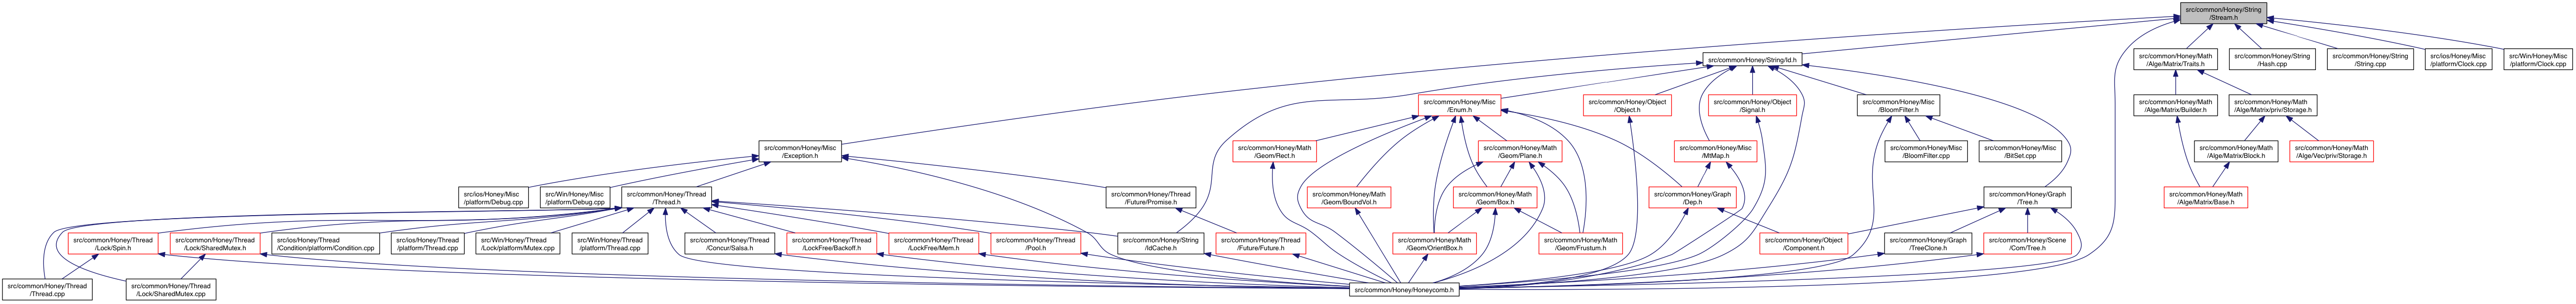 src/common/Honey/String
/Stream.h
src/common/Honey/String/Id.h
src/common/Honey/Math
/Alge/Matrix/Traits.h
src/common/Honey/String
/Hash.cpp
src/common/Honey/String
/String.cpp
src/ios/Honey/Misc
/platform/Clock.cpp
src/Win/Honey/Misc
/platform/Clock.cpp
src/common/Honey/Misc
/Enum.h
src/common/Honey/Object
/Object.h
src/common/Honey/Object
/Signal.h
src/common/Honey/Misc
/BloomFilter.h
src/common/Honey/Math
/Alge/Matrix/Builder.h
src/common/Honey/Math
/Alge/Matrix/priv/Storage.h
src/common/Honey/Misc
/Exception.h
src/common/Honey/Math
/Geom/Rect.h
src/common/Honey/Math
/Geom/Plane.h
src/common/Honey/Misc
/MtMap.h
src/common/Honey/Misc
/BloomFilter.cpp
src/common/Honey/Misc
/BitSet.cpp
src/common/Honey/Math
/Alge/Matrix/Block.h
src/common/Honey/Math
/Alge/Vec/priv/Storage.h
src/ios/Honey/Misc
/platform/Debug.cpp
src/Win/Honey/Misc
/platform/Debug.cpp
src/common/Honey/Thread
/Thread.h
src/common/Honey/Thread
/Future/Promise.h
src/common/Honey/Math
/Geom/BoundVol.h
src/common/Honey/Math
/Geom/Box.h
src/common/Honey/Graph
/Dep.h
src/common/Honey/Graph
/Tree.h
src/common/Honey/Math
/Alge/Matrix/Base.h
src/common/Honey/Thread
/Lock/Spin.h
src/common/Honey/Thread
/Lock/SharedMutex.h
src/ios/Honey/Thread
/Condition/platform/Condition.cpp
src/ios/Honey/Thread
/platform/Thread.cpp
src/Win/Honey/Thread
/Lock/platform/Mutex.cpp
src/Win/Honey/Thread
/platform/Thread.cpp
src/common/Honey/Thread
/Concur/Salsa.h
src/common/Honey/Thread
/LockFree/Backoff.h
src/common/Honey/Thread
/LockFree/Mem.h
src/common/Honey/Thread
/Pool.h
src/common/Honey/String
/IdCache.h
src/common/Honey/Thread
/Future/Future.h
src/common/Honey/Math
/Geom/OrientBox.h
src/common/Honey/Math
/Geom/Frustum.h
src/common/Honey/Object
/Component.h
src/common/Honey/Graph
/TreeClone.h
src/common/Honey/Scene
/Com/Tree.h
src/common/Honey/Thread
/Thread.cpp
src/common/Honey/Thread
/Lock/SharedMutex.cpp
src/common/Honey/Honeycomb.h